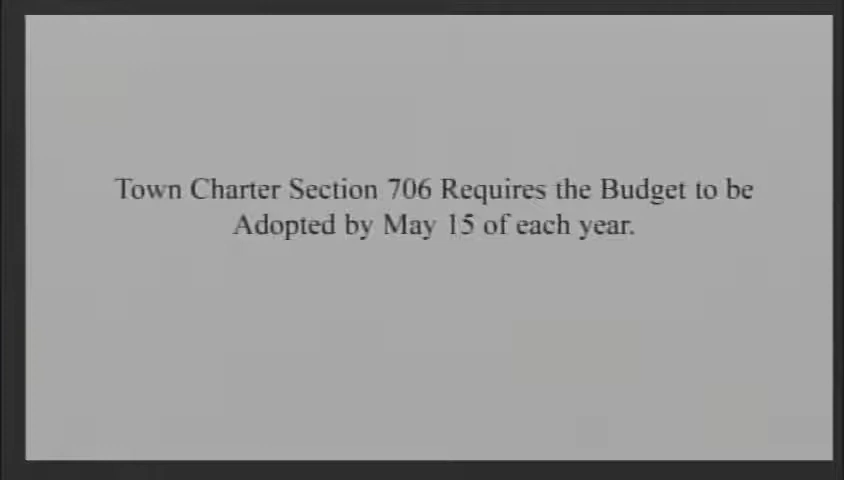 Town Charter Section 706 Requires the Budget to be
Adopted by May 15 of each year.